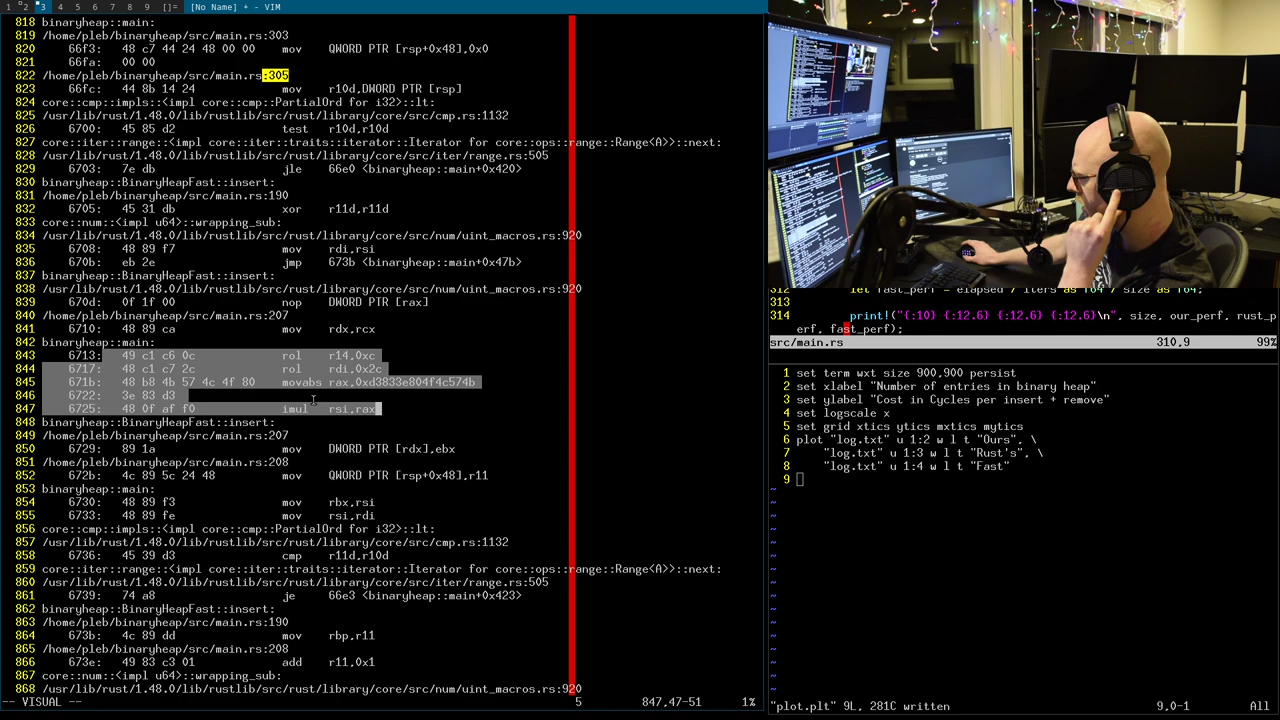 1 2 3 4 5 6 7 8 9 []= [No Name] + - VIM
818 binaryheap::main:
819 /home/pleb/binaryheap/src/main.rs:303
820 66f3: 48 c7 44 24 48 00 00 mov QWORD PTR [rsp+0x48],0x0
821 66fa: 00 00
822 /home/pleb/binaryheap/src/main.rs:305
823 66fc: 44 8b 14 24 mov r10d,DWORD PTR [rsp]
824 core::cmp::impls::<impl core::cmp::PartialOrd for i32>::lt:
825 /usr/lib/rust/1.48.0/lib/rustlib/src/rust/library/core/src/cmp.rs:1132
826 6700: 45 85 d2 test r10d,r10d
827 core::iter::range::<impl core::iter::traits::iterator::Iterator for core::ops::range::Range<A>>::next:
828 /usr/lib/rust/1.48.0/lib/rustlib/src/rust/library/core/src/iter/range.rs:505
829 6703: 7e db jle 66e0 <binaryheap::main+0x420>
830 binaryheap::BinaryHeapFast::insert:
831 /home/pleb/binaryheap/src/main.rs:190
832 6705: 45 31 db xor r11d,r11d
833 core::num::<impl u64>::wrapping_sub:
834 /usr/lib/rust/1.48.0/lib/rustlib/src/rust/library/core/src/num/uint_macros.rs:920
835 6708: 48 89 f7 mov rdi,rsi
836 670b: eb 2e jmp 673b <binaryheap::main+0x47b>
837 binaryheap::BinaryHeapFast::insert:
838 /usr/lib/rust/1.48.0/lib/rustlib/src/rust/library/core/src/num/uint_macros.rs:920
839 670d: 0f 1f 00 nop DWORD PTR [rax]
840 /home/pleb/binaryheap/src/main.rs:207
841 6710: 48 89 ca mov rdx,rcx
842 binaryheap::main:
843 6713: 49 c1 c6 0c rol r14,0xc
844 6717: 48 c1 c7 2c rol rdi,0x2c
845 671b: 48 b8 4b 57 4c 4f 80 movabs rax,0xd3833e804f4c574b
846 6722: 3e 83 d3
847 6725: 48 0f af f0 imul rsi,rax
848 binaryheap::BinaryHeapFast::insert:
849 /home/pleb/binaryheap/src/main.rs:207
850 6729: 89 1a mov DWORD PTR [rdx],ebx
851 /home/pleb/binaryheap/src/main.rs:208
852 672b: 4c 89 5c 24 48 mov QWORD PTR [rsp+0x48],r11
853 binaryheap::main:
854 6730: 48 89 f3 mov rbx,rsi
855 6733: 48 89 fe mov rsi,rdi
856 core::cmp::impls::<impl core::cmp::PartialOrd for i32>::lt:
857 /usr/lib/rust/1.48.0/lib/rustlib/src/rust/library/core/src/cmp.rs:1132
858 6736: 45 39 d3 cmp r11d,r10d
859 core::iter::range::<impl core::iter::traits::iterator::Iterator for core::ops::range::Range<A>>::next:
860 /usr/lib/rust/1.48.0/lib/rustlib/src/rust/library/core/src/iter/range.rs:505
861 6739: 74 a8 je 66e3 <binaryheap::main+0x423>
862 binaryheap::BinaryHeapFast::insert:
863 /home/pleb/binaryheap/src/main.rs:190
864 673b: 4c 89 dd mov rbp,r11
865 /home/pleb/binaryheap/src/main.rs:208
866 673e: 49 83 c3 01 add r11,0x1
867 core::num::<impl u64>::wrapping_sub:
868 /usr/lib/rust/1.48.0/lib/rustlib/src/rust/library/core/src/num/uint_macros.rs:920
-- VISUAL -- 5 847,47-51 1%
312 let fast_perf = elapsed / iters as f64 / size as f64;
313
314 print!("{:10} {:12.6} {:12.6} {:12.6}\n", size, our_perf, rust_p
erf, fast_perf);
src/main.rs 310,9 99%
1 set term wxt size 900,900 persist
2 set xlabel "Number of entries in binary heap"
3 set ylabel "Cost in Cycles per insert + remove"
4 set logscale x
5 set grid xtics ytics mxtics mytics
6 plot "log.txt" u 1:2 w l t "Ours", \
7 "log.txt" u 1:3 w l t "Rust's", \
8 "log.txt" u 1:4 w l t "Fast"
9
"plot.plt" 9L, 281C written 9,0-1 All